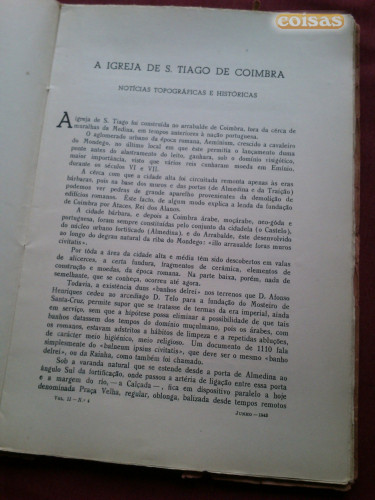 coisas
A IGREJA DE S. TIAGO DE COIMBRA
NOTÍCIAS TOPOGRÁFICAS E HISTÓRICAS
A igreja de S. Tiago foi construída no arrabalde de Coimbra, fora da cêrca de
muralhas da Medina, em tempos anteriores à nação portuguesa.
O aglomerado urbano da época romana, Aeminium, crescido a cavaleiro
do Mondego, no último local em que êste permitia o lançamento duma
ponte antes do alastramento do leito, ganhara, sob o domínio visigótico,
maior importância, visto que vários reis cunharam moeda em Emínio,
durante os séculos VI e VII.
A cêrca com que a cidade alta foi circuitada remonta apenas às eras
bárbaras, pois na base dos muros e das portas (de Almedina e da Traição)
podemos ver pedras de grande aparelho provenientes da demolição de
edifícios romanos. Êste facto, de algum modo explica a lenda da fundação
de Coimbra por Ataces, Rei dos Alanos.
A cidade bárbara, e depois a Coimbra árabe, moçárabe, neo-gôda e
portuguesa, foram sempre constituídas pelo conjunto da cidadela (o Castelo),
do núcleo urbano fortificado (Almedina), e do Arrabalde, êste desenvolvido
ao longo do degrau natural da riba do Mondego: «illo arrabalde foras muros
civitatis».
Por tôda a área da cidade alta e média têm sido descobertos em valas
de alicerces, a certa fundura, fragmentos de cerâmica, elementos de
construção e moedas, da época romana. Na parte baixa, porém, nada de
semelhante, que se conheça, ocorreu até agora.
Todavia, a existência duns «banhos delrei» nos terrenos que D. Afonso
Henriques cedeu ao arcediago D. Telo para a fundação do Mosteiro de
Santa-Cruz, permite supor que se tratasse de termas da era imperial, ainda
em serviço, sem que a hipótese possa eliminar a possibilidade de que tais
banhos datassem dos tempos do domínio muçulmano, pois os árabes, com
os romanos, estavam adstritos a hábitos de limpeza e a repetidas abluções,
de carácter meio higiénico, meio religioso. Um documento de 1110 fala
simplesmente do «balneum ipsius civitatis», que deve ser o mesmo «banho
delrei», ou da Raínha, como também foi chamado.
Sob a varanda natural que se estende desde a porta de Almedina ao
ângulo Sul da fortificação, onde passou a artéria de ligação entre essa porta
e a margem do rio, — a Calçada —, fica em dispositivo paralelo a hoje
denominada Praça Velha, regular, oblonga, balizada desde tempos remotos
Vol. II — N.º 4